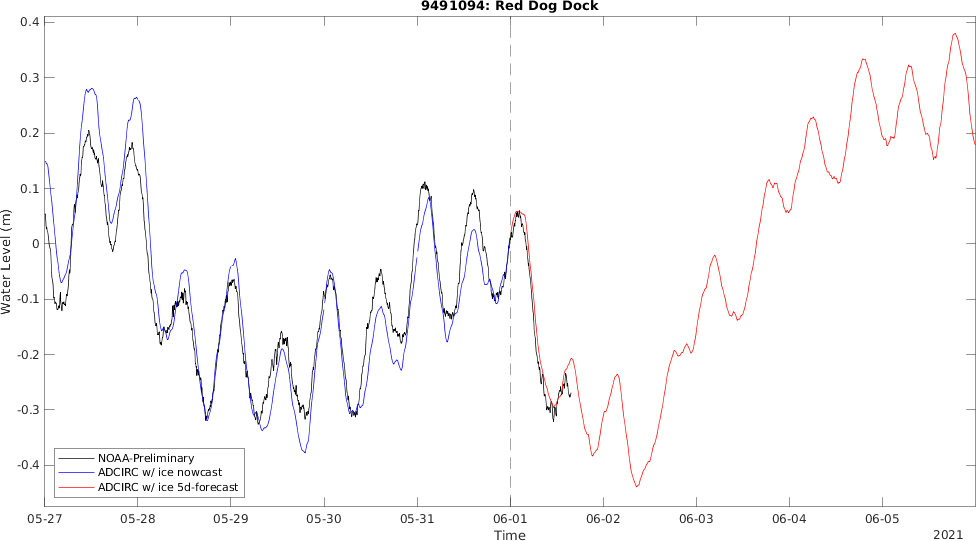 9491094: Red Dog Dock
0.4
0.3
0.2
0.1
0
-0.1
-0.2
-0.3
-0.4
Water Level (m)
NOAA-Preliminary
ADCIRC w/ ice nowcast
ADCIRC w/ ice 5d-forecast
05-27 05-28 05-29 05-30 05-31 06-01 06-02 06-03 06-04 06-05
Time
2021